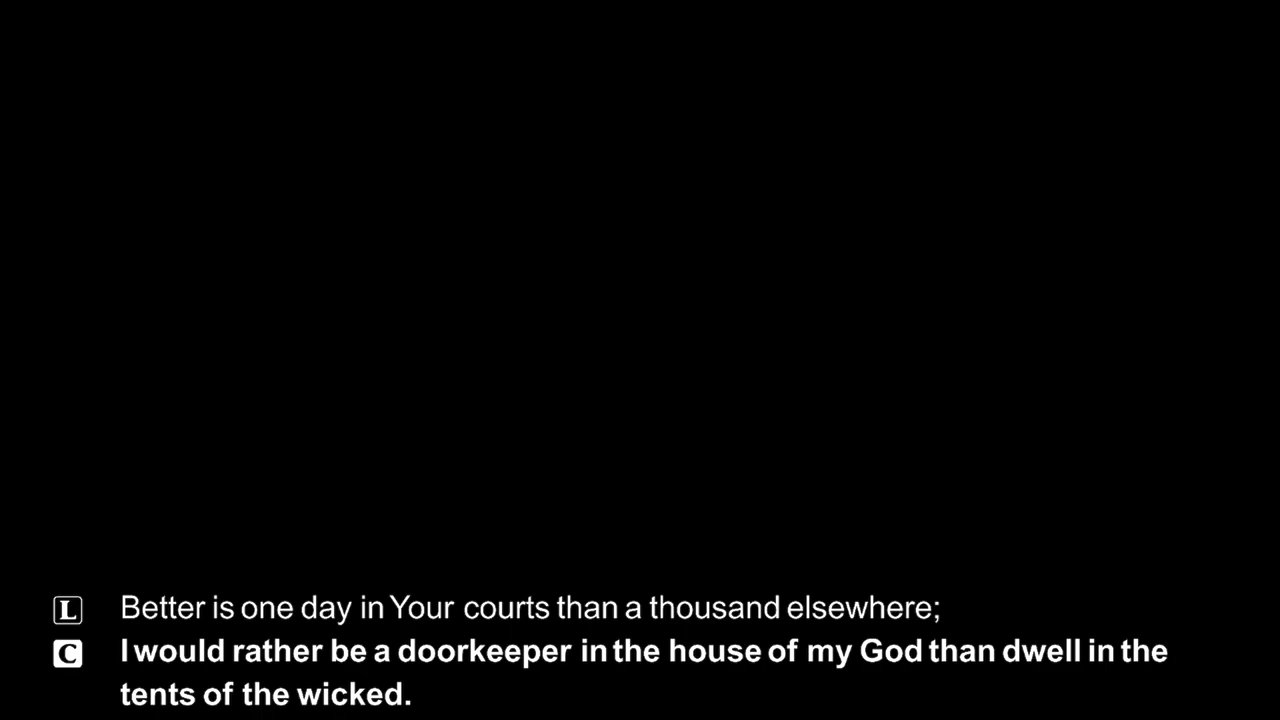 L Better is one day in Your courts than a thousand elsewhere;
C I would rather be a doorkeeper in the house of my God than dwell in the
tents of the wicked.